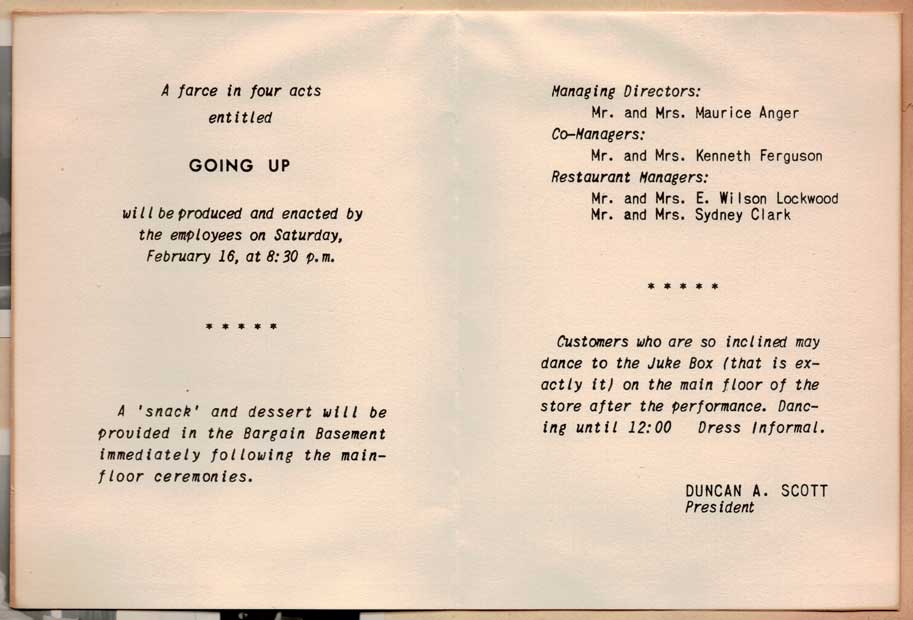 A farce in four acts
entitled
GOING UP
will be produced and enacted by
the employees on Saturday,
February 16, at 8:30 p.m.
* * * * *
A 'snack' and dessert will be
provided in the Bargain Basement
immediately following the main-
floor ceremonies.
Managing Directors:
Mr. and Mrs. Maurice Anger
Co-Managers:
Mr. and Mrs. Kenneth Ferguson
Restaurant Managers:
Mr. and Mrs. E. Wilson Lockwood
Mr. and Mrs. Sydney Clark
* * * * *
Customers who are so inclined may
dance to the Juke Box (that is ex-
actly it) on the main floor of the
store after the performance. Danc-
ing until 12:00 Dress Informal.
DUNCAN A. SCOTT
President